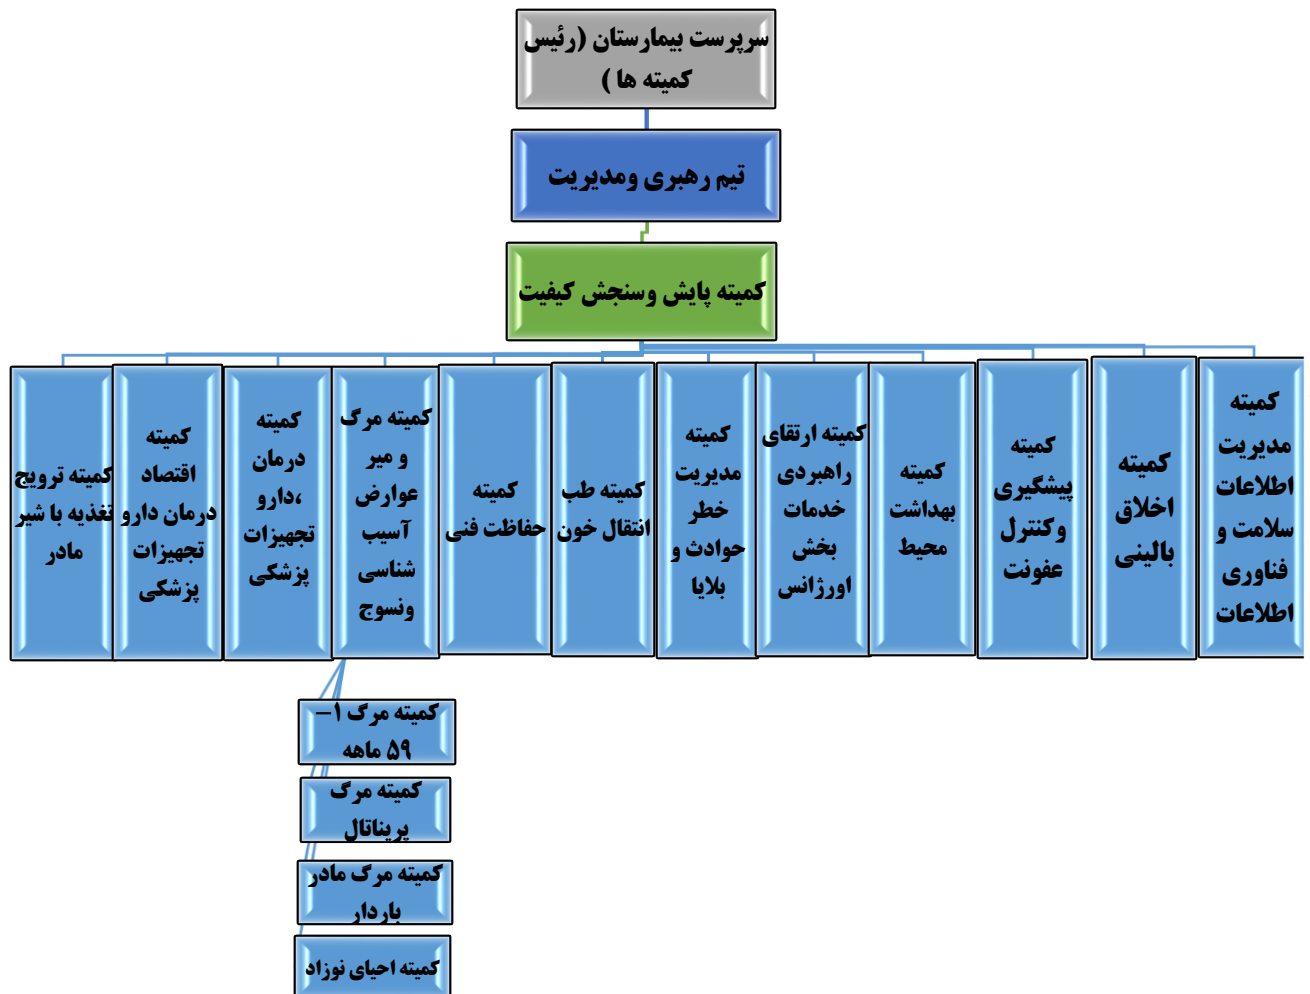 سرپرست بیمارستان (رئیس
کمیته ها )
تیم رهبری ومدیریت
کمیته پایش وسنجش کیفیت
کمیته
مدیریت
اطلاعات
سلامت و
فناوری
اطلاعات
کمیته
اخلاق
بالینی
کمیته
پیشگیری
وکنترل
عفونت
کمیته
بهداشت
محیط
کمیته ارتقای
راهبردی
خدمات
بخش
اورژانس
کمیته
مدیریت
خطر
حوادث و
بلایا
کمیته طب
انتقال خون
کمیته
حفاظت فنی
کمیته مرگ
و میر
عوارض
آسیب
شناسی
ونسوج
کمیته
درمان
،دارو
تجهیزات
پزشکی
کمیته
اقتصاد
درمان دارو
تجهیزات
پزشکی
کمیته ترویج
تغذیه با شیر
مادر
کمیته مرگ ۱–
۵۹ ماهه
کمیته مرگ
پریناتال
کمیته مرگ مادر
باردار
کمیته احیای نوزاد